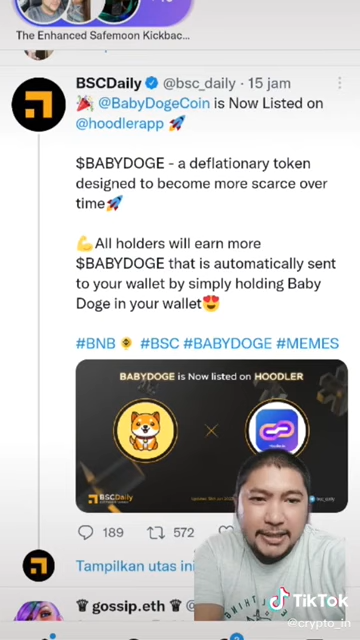 The Enhanced Safemoon Kickbac...
BSCDaily @bsc_daily · 15 jam
🎉 @BabyDogeCoin is Now Listed on
@hoodlerapp 🚀
$BABYDOGE - a deflationary token
designed to become more scarce over
time🚀
💪All holders will earn more
$BABYDOGE that is automatically sent
to your wallet by simply holding Baby
Doge in your wallet😍
#BNB #BSC #BABYDOGE #MEMES
BABYDOGE is Now listed on HOODLER
BSCDaily
189 572
Tampilkan utas ini
♛ gossip.eth ♛ @
TikTok
@crypto_in